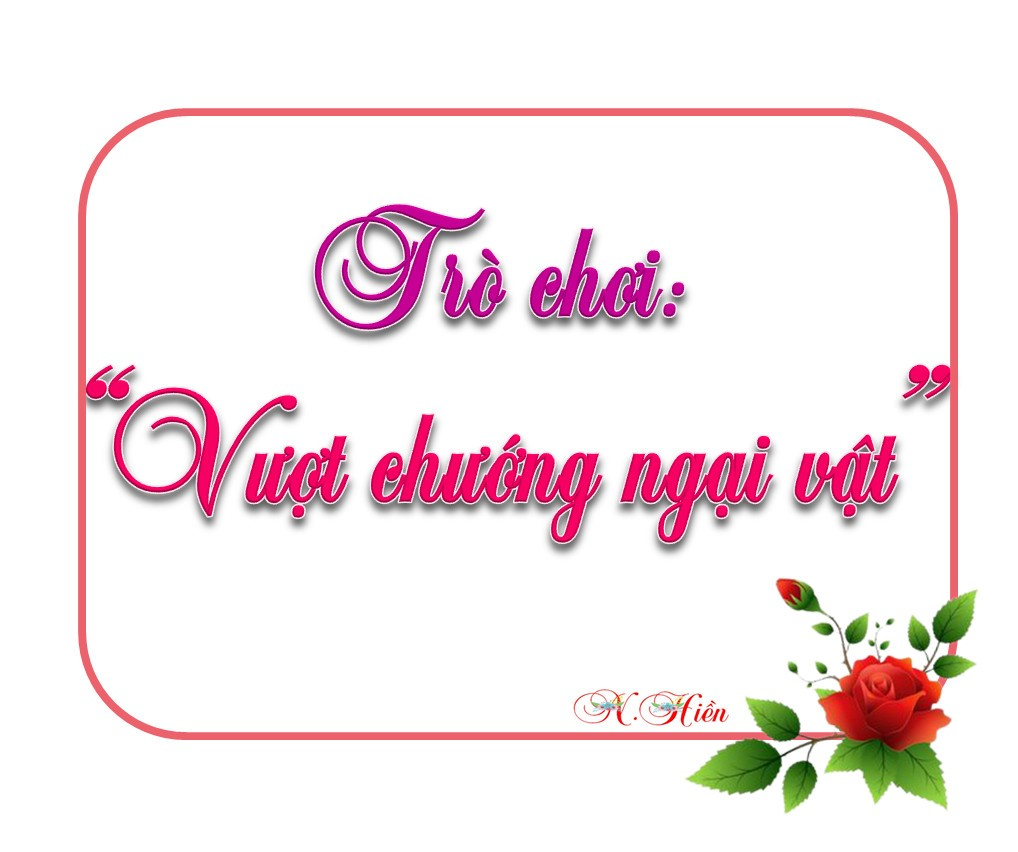 Trò chơi:
“Vượt chướng ngại vật”
N.Hiền